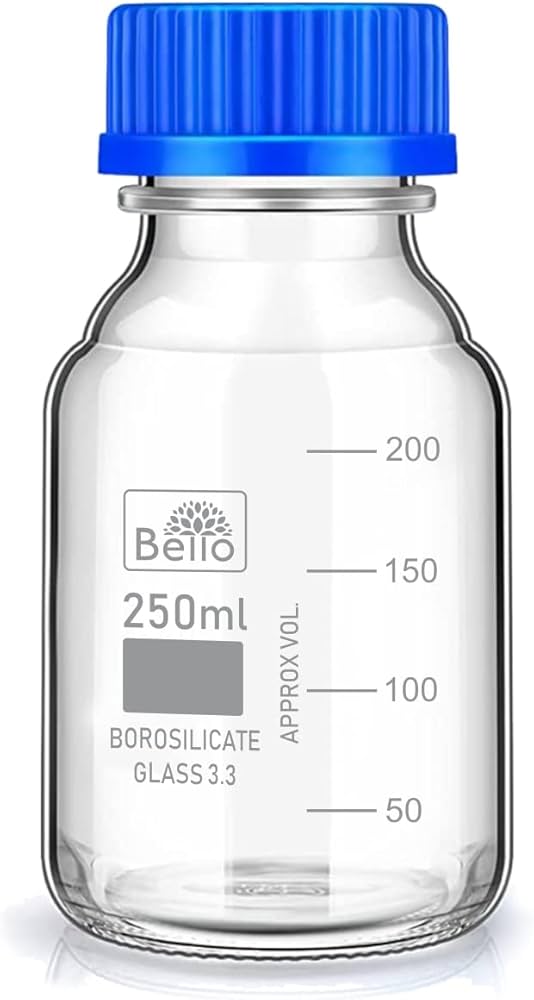 Bello
250ml
BOROSILICATE
GLASS 3.3
APPROX VOL.
200
150
100
50